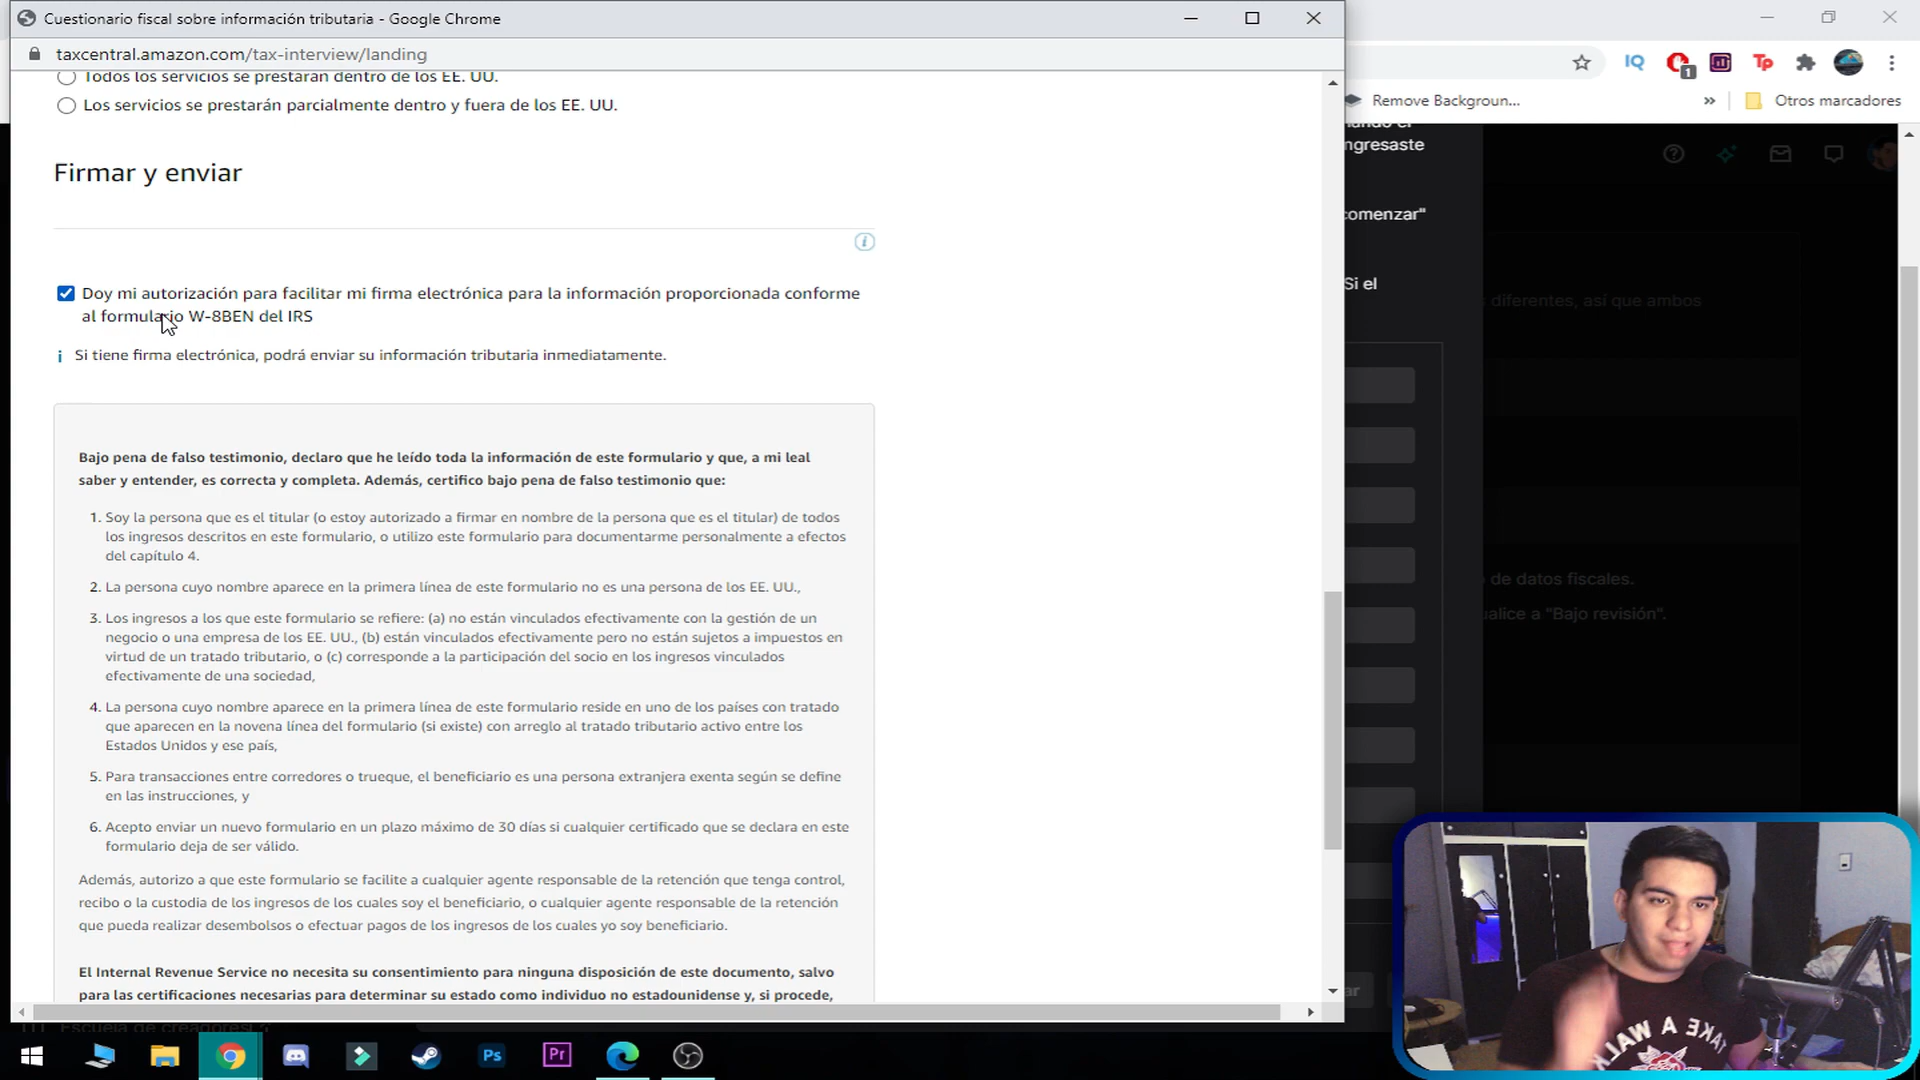 Cuestionario fiscal sobre información tributaria - Google Chrome
taxcentral.amazon.com/tax-interview/landing
Todos los servicios se prestarán dentro de los EE. UU.
Los servicios se prestarán parcialmente dentro y fuera de los EE. UU.
Firmar y enviar
Doy mi autorización para facilitar mi firma electrónica para la información proporcionada conforme
al formulario W-8BEN del IRS
i Si tiene firma electrónica, podrá enviar su información tributaria inmediatamente.
Bajo pena de falso testimonio, declaro que he leído toda la información de este formulario y que, a mi leal
saber y entender, es correcta y completa. Además, certifico bajo pena de falso testimonio que:
1. Soy la persona que es el titular (o estoy autorizado a firmar en nombre de la persona que es el titular) de todos
los ingresos descritos en este formulario, o utilizo este formulario para documentarme personalmente a efectos
del capítulo 4.
2. La persona cuyo nombre aparece en la primera línea de este formulario no es una persona de los EE. UU.,
3. Los ingresos a los que este formulario se refiere: (a) no están vinculados efectivamente con la gestión de un
negocio o una empresa de los EE. UU., (b) están vinculados efectivamente pero no están sujetos a impuestos en
virtud de un tratado tributario, o (c) corresponde a la participación del socio en los ingresos vinculados
efectivamente de una sociedad,
4. La persona cuyo nombre aparece en la primera línea de este formulario reside en uno de los países con tratado
que aparecen en la novena línea del formulario (si existe) con arreglo al tratado tributario activo entre los
Estados Unidos y ese país,
5. Para transacciones entre corredores o trueque, el beneficiario es una persona extranjera exenta según se define
en las instrucciones, y
6. Acepto enviar un nuevo formulario en un plazo máximo de 30 días si cualquier certificado que se declara en este
formulario deja de ser válido.
Además, autorizo a que este formulario se facilite a cualquier agente responsable de la retención que tenga control,
recibo o la custodia de los ingresos de los cuales soy el beneficiario, o cualquier agente responsable de la retención
que pueda realizar desembolsos o efectuar pagos de los ingresos de los cuales yo soy beneficiario.
El Internal Revenue Service no necesita su consentimiento para ninguna disposición de este documento, salvo
para las certificaciones necesarias para determinar su estado como individuo no estadounidense y, si procede,
IQ
1
Tp
Remove Backgroun...
»
Otros marcadores
ngresaste
comenzar"
Si el
s diferentes, así que ambos
de datos fiscales.
ualice a "Bajo revisión".
ar
Escuela de creadores
Ps
Pr
TAKE A WALK